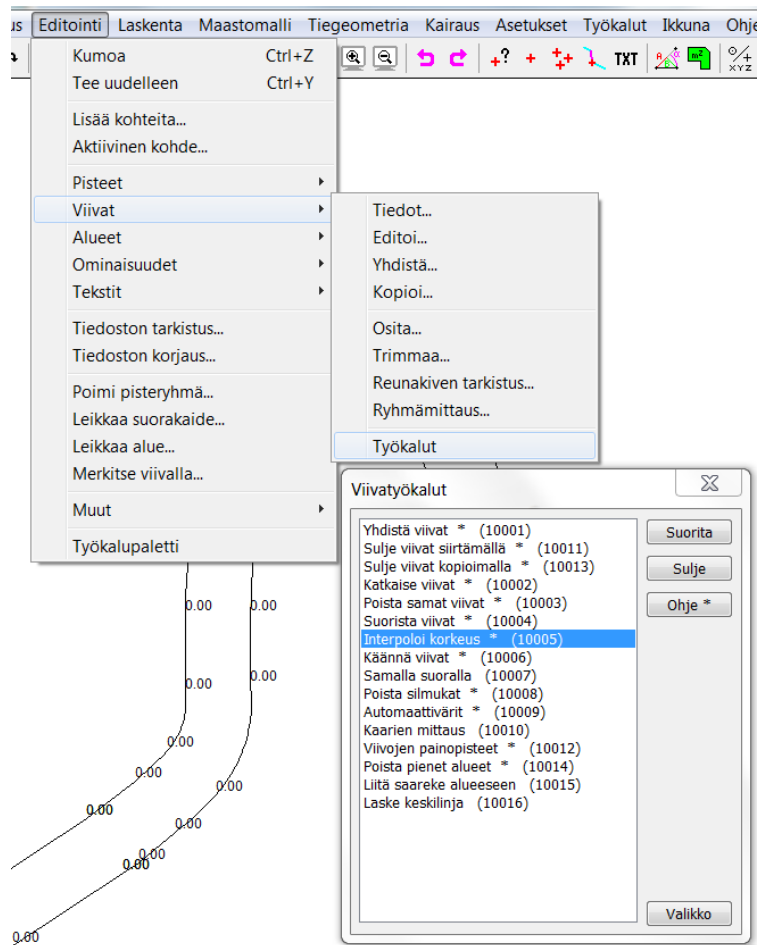 us Editointi Laskenta Maastomalli Tiegeometria Kairaus Asetukset Työkalut Ikkuna Ohje
TXT
XYZ
Kumoa Ctrl+Z
Tee uudelleen Ctrl+Y
Lisää kohteita...
Aktiivinen kohde...
Pisteet
Viivat
Alueet
Ominaisuudet
Tekstit
Tiedoston tarkistus...
Tiedoston korjaus...
Poimi pisteryhmä...
Leikkaa suorakaide...
Leikkaa alue...
Merkitse viivalla...
Muut
Työkalupaletti
Tiedot...
Editoi...
Yhdistä...
Kopioi...
Osita...
Trimmaa...
Reunakiven tarkistus...
Ryhmämittaus...
Työkalut
Viivatyökalut
Yhdistä viivat * (10001)
Sulje viivat siirtämällä * (10011)
Sulje viivat kopioimalla * (10013)
Katkaise viivat * (10002)
Poista samat viivat * (10003)
Suorista viivat * (10004)
Interpoloi korkeus * (10005)
Käännä viivat * (10006)
Samalla suoralla (10007)
Poista silmukat * (10008)
Automaattivärit * (10009)
Kaarien mittaus (10010)
Viivojen painopisteet * (10012)
Poista pienet alueet * (10014)
Liitä saareke alueeseen (10015)
Laske keskilinja (10016)
Suorita
Sulje
Ohje *
Valikko
0.00 0.00
0.00 0.00
0.00
0.00 0.00
0.00 0.00
0.00
0.00
0.00